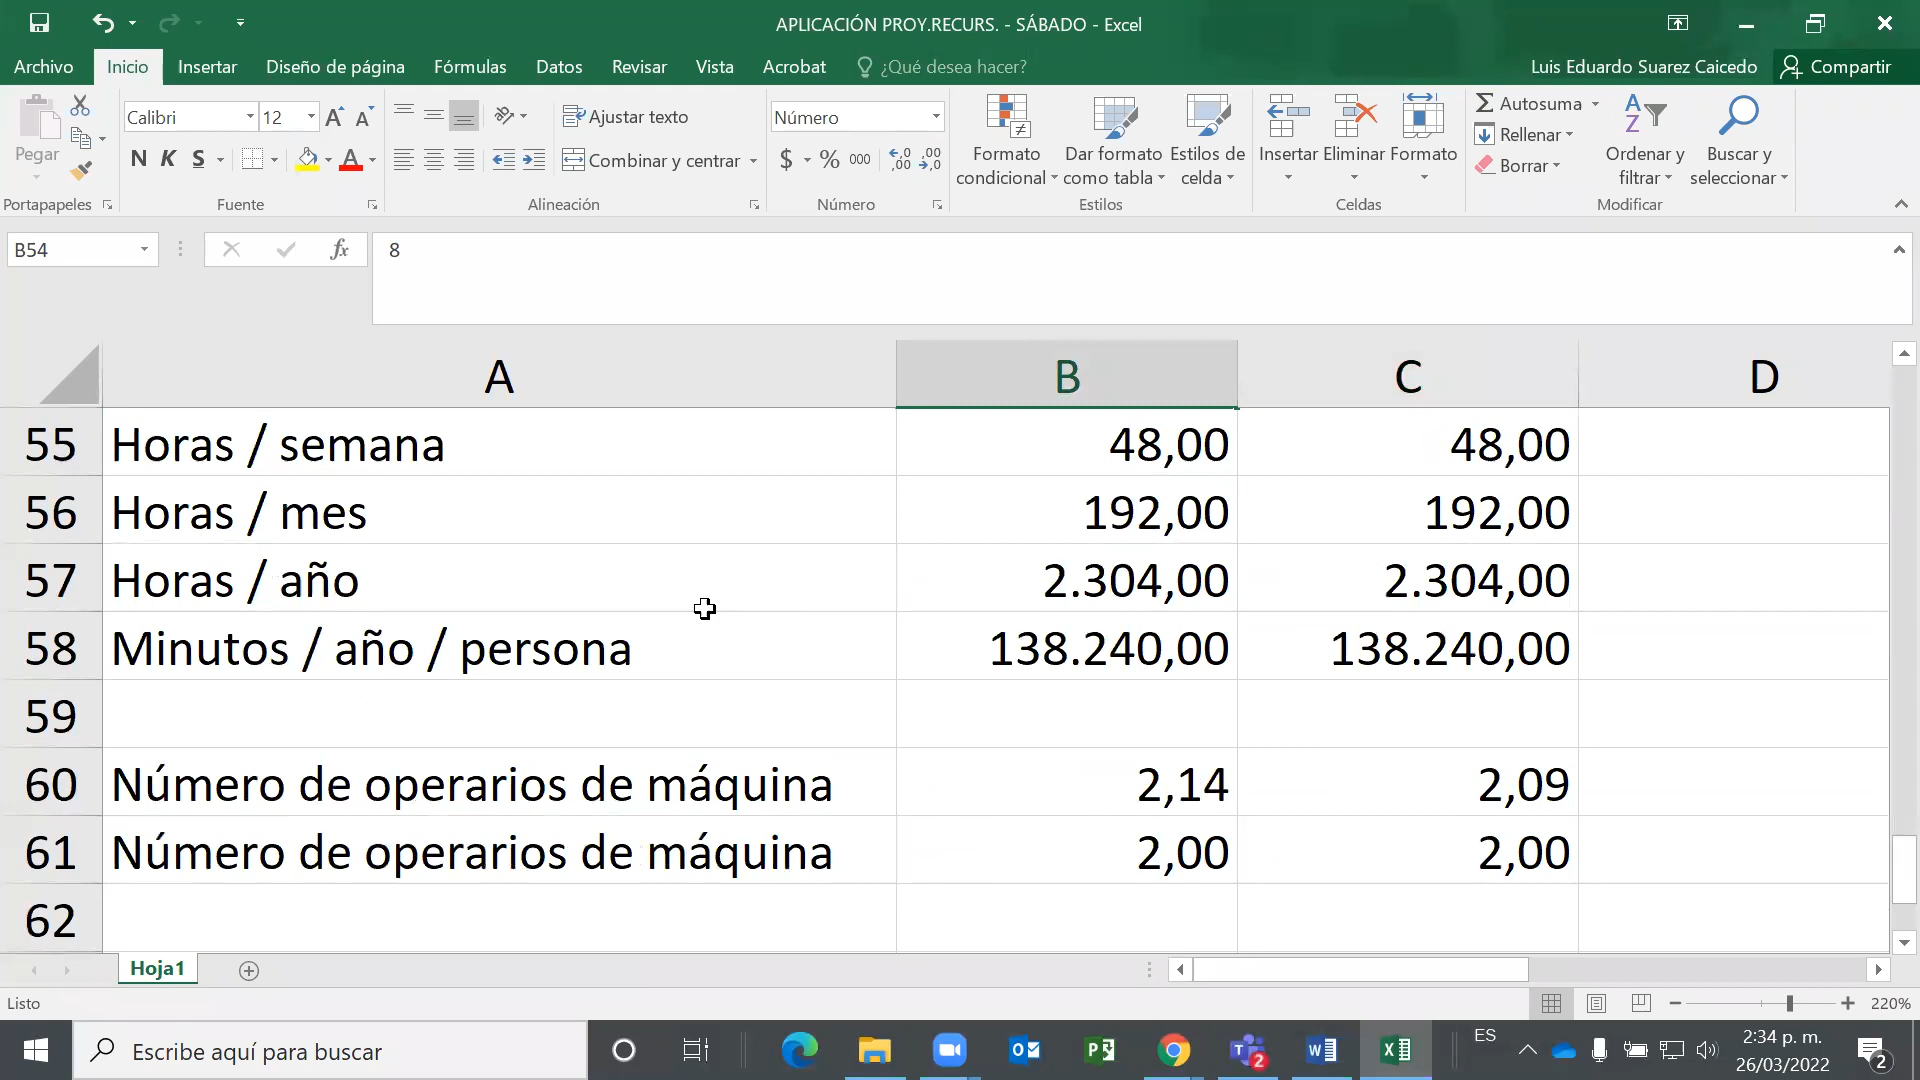 APLICACIÓN PROY.RECURS. - SÁBADO - Excel
Archivo Inicio Insertar Diseño de página Fórmulas Datos Revisar Vista Acrobat ¿Qué desea hacer? Luis Eduardo Suarez Caicedo Compartir
Pegar
Calibri 12
N K S
Ajustar texto
Combinar y centrar
Número
$ % 000
Formato condicional
Dar formato como tabla
Estilos de celda
Insertar Eliminar Formato
Autosuma
Rellenar
Borrar
Ordenar y filtrar
Buscar y seleccionar
Portapapeles Fuente Alineación Número Estilos Celdas Modificar
B54 fx 8
A B C D
55 Horas / semana 48,00 48,00
56 Horas / mes 192,00 192,00
57 Horas / año 2.304,00 2.304,00
58 Minutos / año / persona 138.240,00 138.240,00
59
60 Número de operarios de máquina 2,14 2,09
61 Número de operarios de máquina 2,00 2,00
62
Hoja1
Listo 220%
Escribe aquí para buscar
ES
2:34 p. m.
26/03/2022
2
2